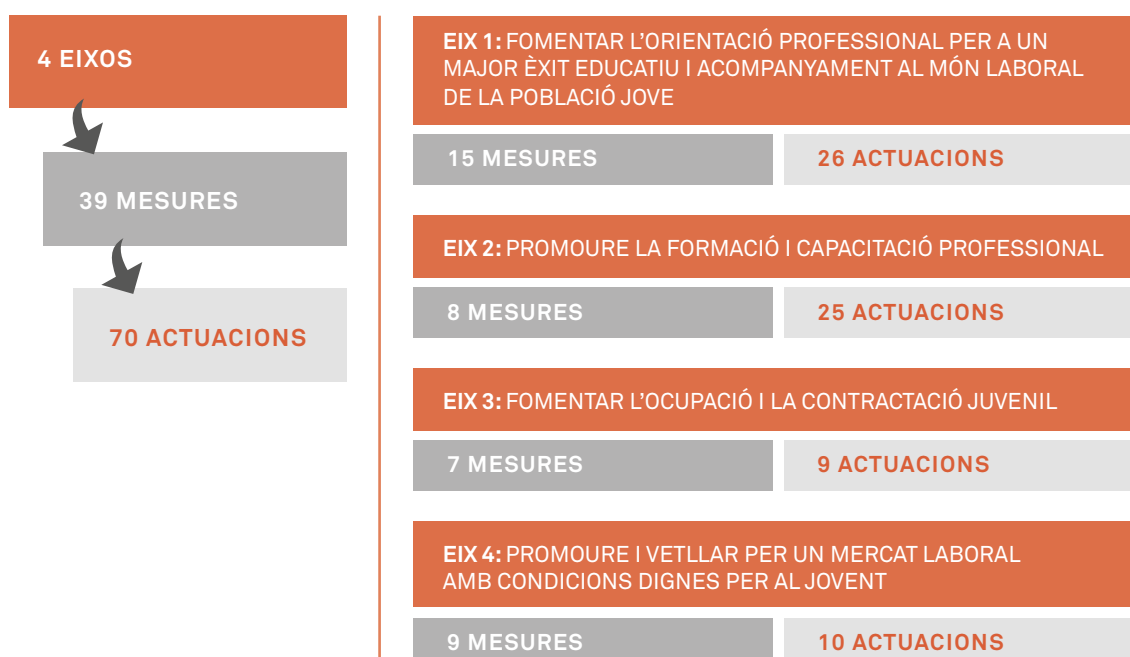 4 EIXOS
39 MESURES
70 ACTUACIONS
EIX 1: FOMENTAR L’ORIENTACIÓ PROFESSIONAL PER A UN
MAJOR ÈXIT EDUCATIU I ACOMPANYAMENT AL MÓN LABORAL
DE LA POBLACIÓ JOVE
15 MESURES
26 ACTUACIONS
EIX 2: PROMOURE LA FORMACIÓ I CAPACITACIÓ PROFESSIONAL
8 MESURES
25 ACTUACIONS
EIX 3: FOMENTAR L’OCUPACIÓ I LA CONTRACTACIÓ JUVENIL
7 MESURES
9 ACTUACIONS
EIX 4: PROMOURE I VETLLAR PER UN MERCAT LABORAL
AMB CONDICIONS DIGNES PER AL JOVENT
9 MESURES
10 ACTUACIONS